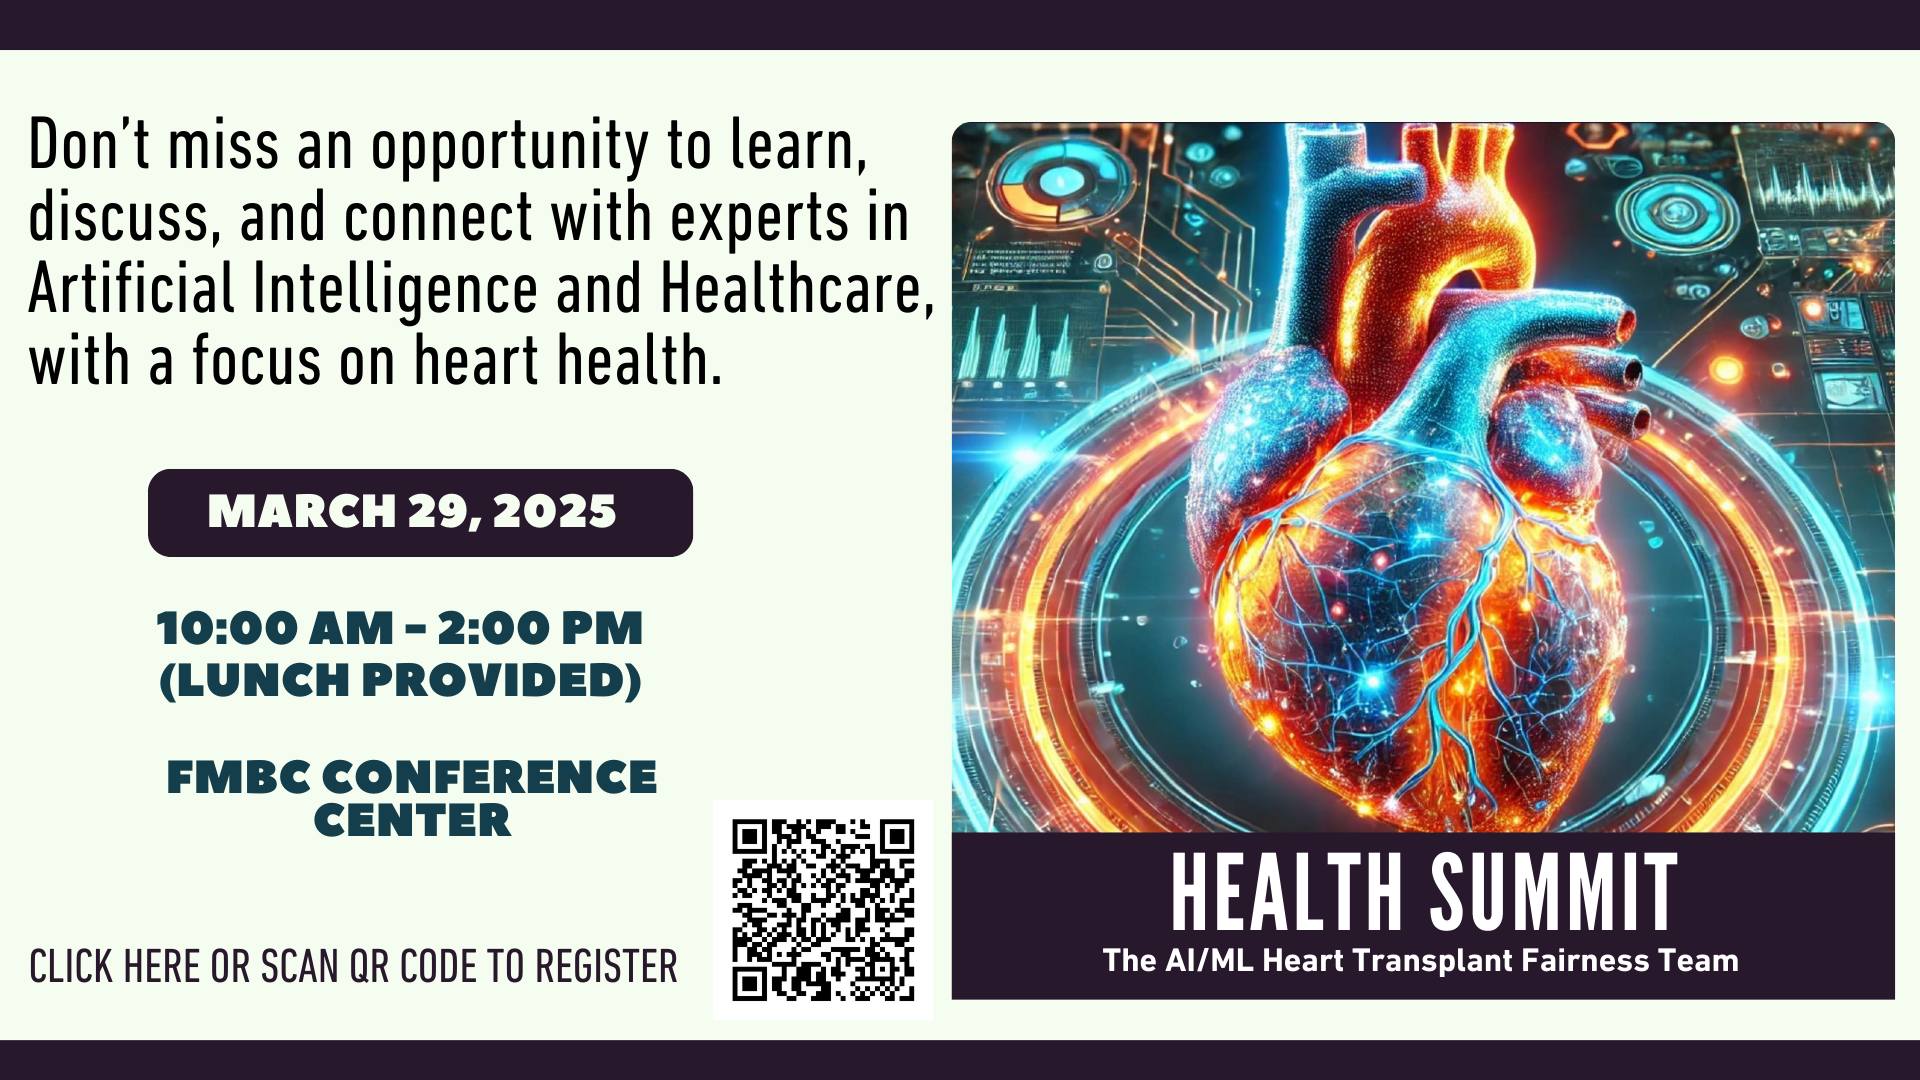 Don’t miss an opportunity to learn,
discuss, and connect with experts in
Artificial Intelligence and Healthcare,
with a focus on heart health.
MARCH 29, 2025
10:00 AM – 2:00 PM
(LUNCH PROVIDED)
FMBC CONFERENCE
CENTER
CLICK HERE OR SCAN QR CODE TO REGISTER
HEALTH SUMMIT
The AI/ML Heart Transplant Fairness Team